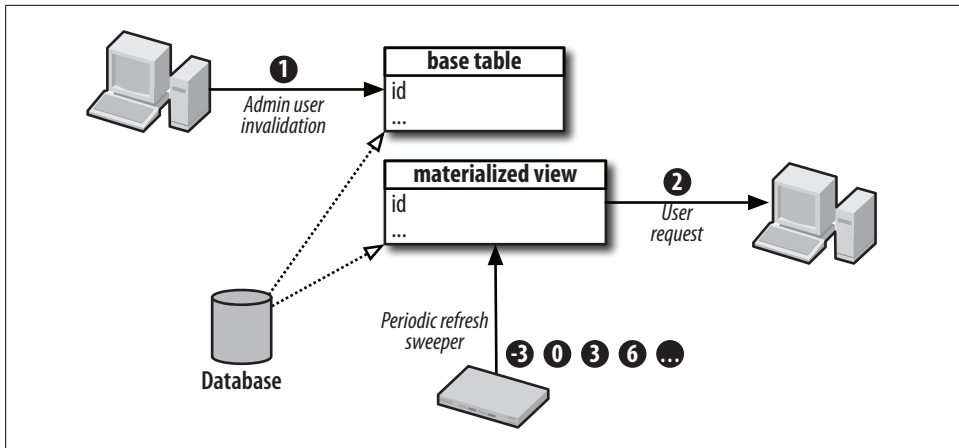 base table
id
...
1
Admin user
invalidation
materialized view
id
...
2
User
request
Periodic refresh
sweeper
-3 0 3 6 ...
Database